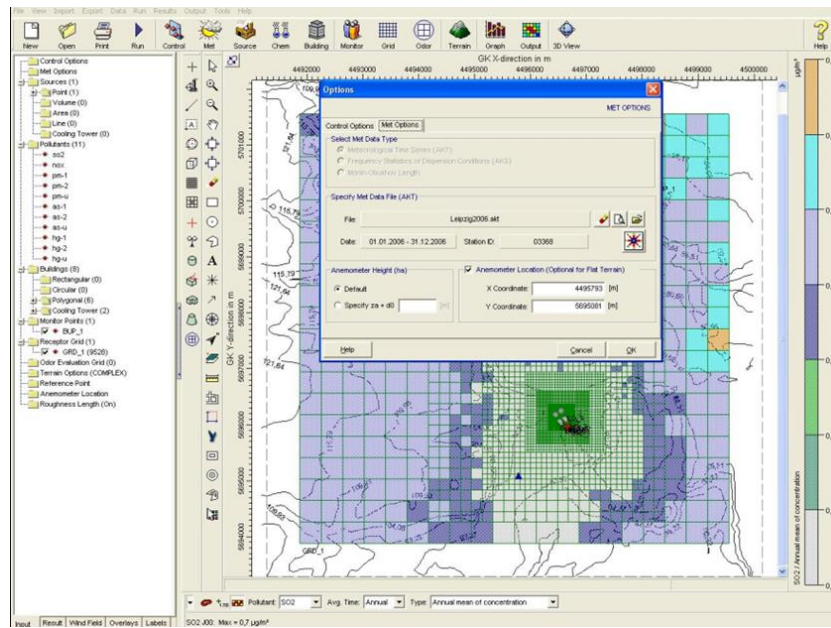 File View Import Export Data Run Results Output Tools Help
New Open Print Run Control Met Source Chem Building Monitor Grid Odor Terrain Graph Output 3D View Help
Control Options
Met Options
Sources (1)
Point (1)
Volume (0)
Area (0)
Line (0)
Cooling Tower (0)
Pollutants (11)
so2
nox
pm-1
pm-2
pm-u
as-1
as-2
as-u
hg-1
hg-2
hg-u
Buildings (8)
Rectangular (0)
Circular (0)
Polygonal (6)
Cooling Tower (2)
Monitor Points (1)
BUP_1
Receptor Grid (1)
GRD_1 (9528)
Odor Evaluation Grid (0)
Terrain Options (COMPLEX)
Reference Point
Anemometer Location
Roughness Length (On)
Input Result Wind Field Overlays Labels
GK X-direction in m
4492000 4493000 4494000 4495000 4496000 4497000 4498000 4499000 4500000
GK Y-direction in m
5701000
5700000
5699000
5698000
5697000
5696000
5695000
5694000
Options
MET OPTIONS
Control Options Met Options
Select Met Data Type
Meteorological Time Series (AKT)
Frequency Statistics of Dispersion Conditions (AKS)
Monin-Obukhov Length
Specify Met Data File (AKT)
File: Leipzig2006.akt
Date: 01.01.2006 - 31.12.2006 Station ID: 03368
Anemometer Height (ha)
Default
Specify za + d0 [m]
Anemometer Location (Optional for Flat Terrain)
X Coordinate: 4495793 [m]
Y Coordinate: 5695081 [m]
Help Cancel OK
121,64
115,79
121,64
GRD_1
µg/m³
SO2 / Annual mean of concentration
Pollutant: SO2 Avg. Time: Annual Type: Annual mean of concentration
SO2 J00: Max = 0,7 µg/m³